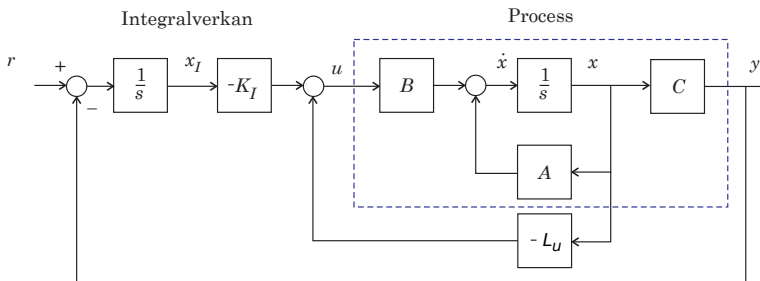 Integralverkan
Process
r
+
−
1/s
x_I
-K_I
u
B
ẋ
1/s
x
C
y
A
- L_u